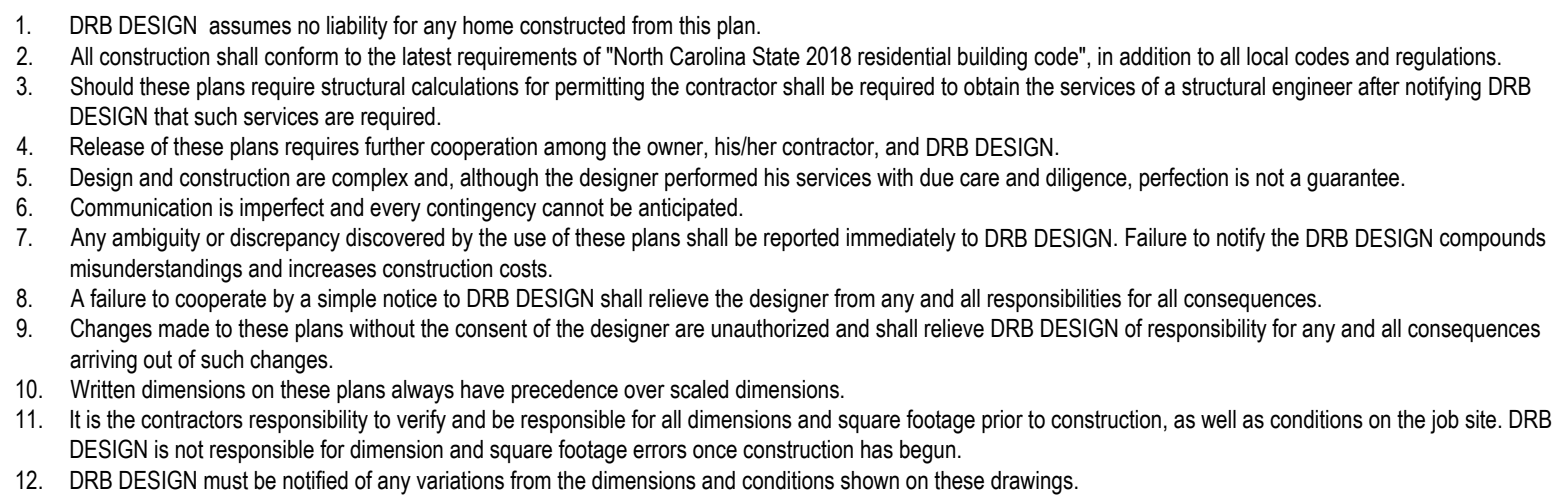 1. DRB DESIGN assumes no liability for any home constructed from this plan.
2. All construction shall conform to the latest requirements of "North Carolina State 2018 residential building code", in addition to all local codes and regulations.
3. Should these plans require structural calculations for permitting the contractor shall be required to obtain the services of a structural engineer after notifying DRB
DESIGN that such services are required.
4. Release of these plans requires further cooperation among the owner, his/her contractor, and DRB DESIGN.
5. Design and construction are complex and, although the designer performed his services with due care and diligence, perfection is not a guarantee.
6. Communication is imperfect and every contingency cannot be anticipated.
7. Any ambiguity or discrepancy discovered by the use of these plans shall be reported immediately to DRB DESIGN. Failure to notify the DRB DESIGN compounds
misunderstandings and increases construction costs.
8. A failure to cooperate by a simple notice to DRB DESIGN shall relieve the designer from any and all responsibilities for all consequences.
9. Changes made to these plans without the consent of the designer are unauthorized and shall relieve DRB DESIGN of responsibility for any and all consequences
arriving out of such changes.
10. Written dimensions on these plans always have precedence over scaled dimensions.
11. It is the contractors responsibility to verify and be responsible for all dimensions and square footage prior to construction, as well as conditions on the job site. DRB
DESIGN is not responsible for dimension and square footage errors once construction has begun.
12. DRB DESIGN must be notified of any variations from the dimensions and conditions shown on these drawings.